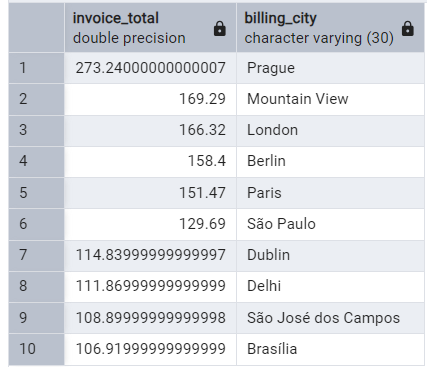 invoice_total billing_city
double precision character varying (30)
1 273.24000000000007 Prague
2 169.29 Mountain View
3 166.32 London
4 158.4 Berlin
5 151.47 Paris
6 129.69 São Paulo
7 114.83999999999997 Dublin
8 111.86999999999999 Delhi
9 108.89999999999998 São José dos Campos
10 106.91999999999999 Brasília